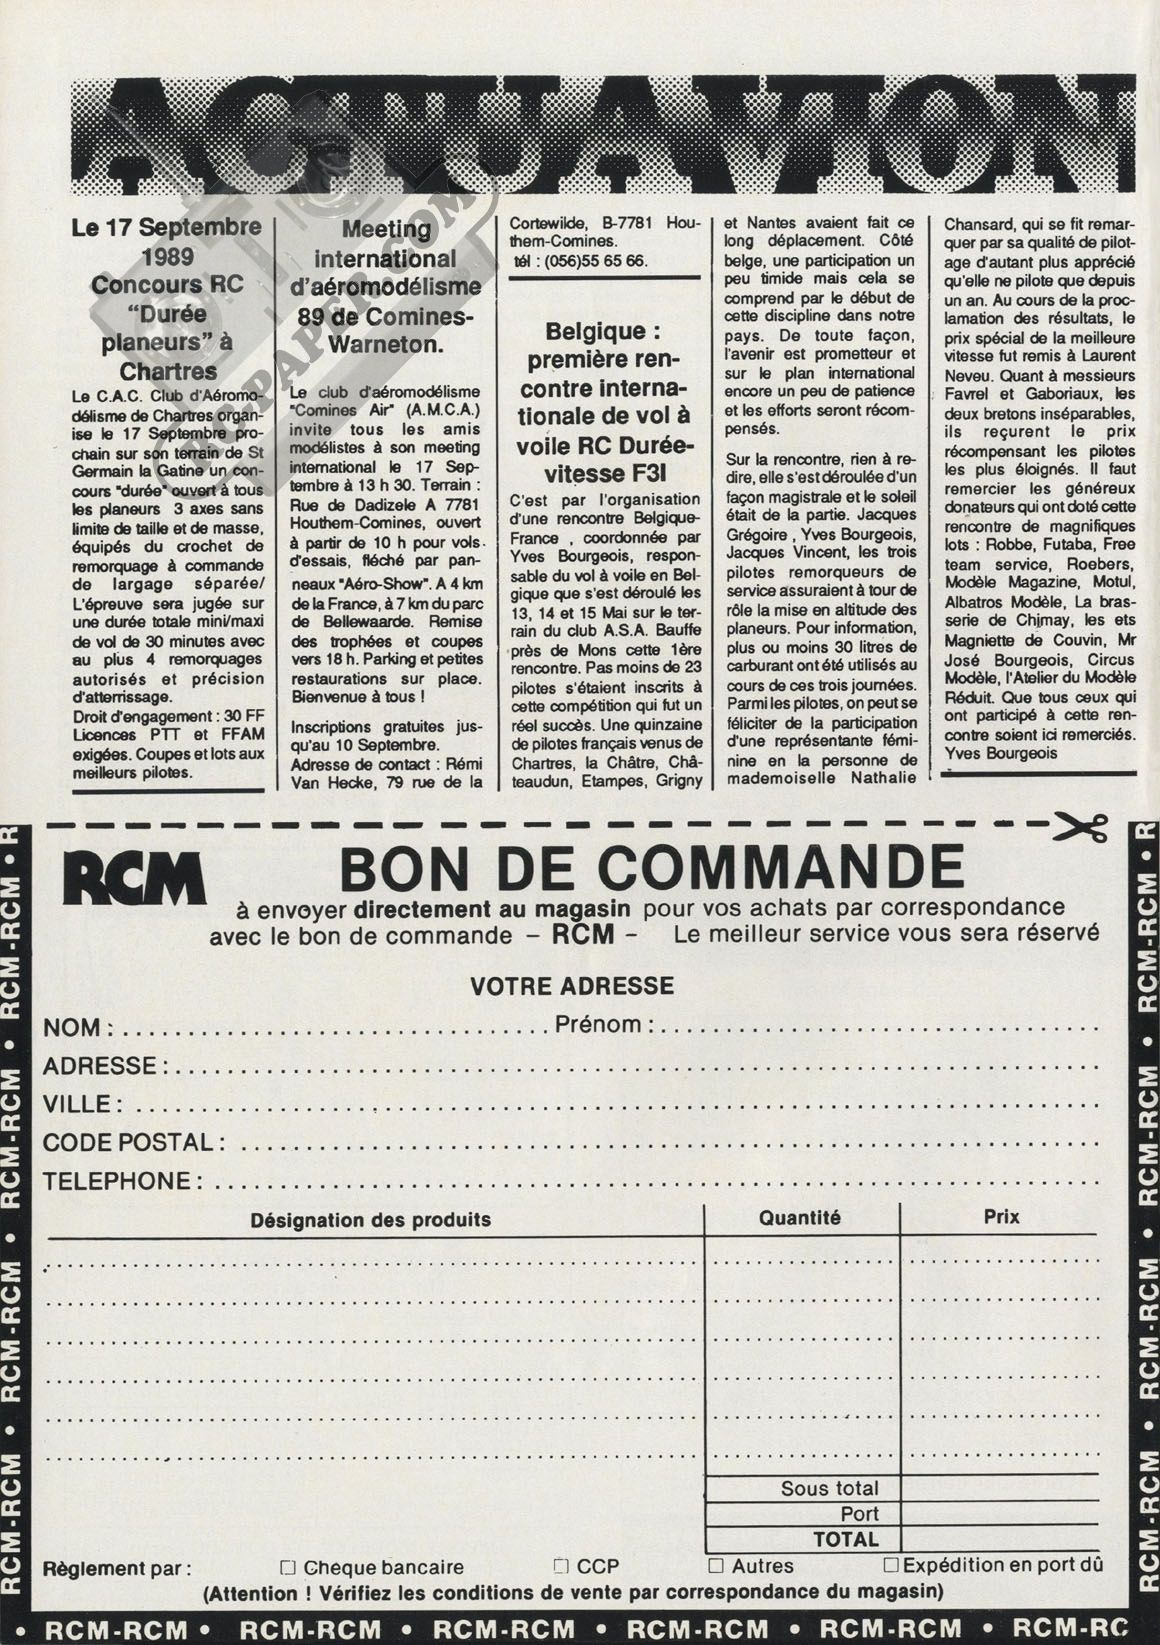 ACTUAVION
Le 17 Septembre
1989
Concours RC
“Durée
planeurs” à
Chartres
Le C.A.C. Club d'Aéromo-
délisme de Chartres organ-
ise le 17 Septembre pro-
chain sur son terrain de St
Germain la Gatine un con-
cours "durée" ouvert à tous
les planeurs 3 axes sans
limite de taille et de masse,
équipés du crochet de
remorquage à commande
de largage séparée/
L'épreuve sera jugée sur
une durée totale mini/maxi
de vol de 30 minutes avec
au plus 4 remorquages
autorisés et précision
d'atterrissage.
Droit d'engagement : 30 FF
Licences PTT et FFAM
exigées. Coupes et lots aux
meilleurs pilotes.
Meeting
international
d'aéromodélisme
89 de Comines-
Warneton.
Le club d'aéromodélisme
"Comines Air" (A.M.C.A.)
invite tous les amis
modélistes à son meeting
international le 17 Sep-
tembre à 13 h 30. Terrain :
Rue de Dadizele A 7781
Houthem-Comines, ouvert
à partir de 10 h pour vols
d'essais, fléché par pan-
neaux "Aéro-Show". A 4 km
de la France, à 7 km du parc
de Bellewaarde. Remise
des trophées et coupes
vers 18 h. Parking et petites
restaurations sur place.
Bienvenue à tous !
Inscriptions gratuites jus-
qu'au 10 Septembre.
Adresse de contact : Rémi
Van Hecke, 79 rue de la
Cortewilde, B-7781 Hou-
them-Comines.
tél : (056)55 65 66.
Belgique :
première ren-
contre interna-
tionale de vol à
voile RC Durée-
vitesse F3I
C'est par l'organisation
d'une rencontre Belgique-
France , coordonnée par
Yves Bourgeois, respon-
sable du vol à voile en Bel-
gique que s'est déroulé les
13, 14 et 15 Mai sur le ter-
rain du club A.S.A. Bauffe
près de Mons cette 1ère
rencontre. Pas moins de 23
pilotes s'étaient inscrits à
cette compétition qui fut un
réel succès. Une quinzaine
de pilotes français venus de
Chartres, la Châtre, Châ-
teaudun, Etampes, Grigny
et Nantes avaient fait ce
long déplacement. Côté
belge, une participation un
peu timide mais cela se
comprend par le début de
cette discipline dans notre
pays. De toute façon,
l'avenir est prometteur et
sur le plan international
encore un peu de patience
et les efforts seront récom-
pensés.
Sur la rencontre, rien à re-
dire, elle s'est déroulée d'un
façon magistrale et le soleil
était de la partie. Jacques
Grégoire , Yves Bourgeois,
Jacques Vincent, les trois
pilotes remorqueurs de
service assuraient à tour de
rôle la mise en altitude des
planeurs. Pour information,
plus ou moins 30 litres de
carburant ont été utilisés au
cours de ces trois journées.
Parmi les pilotes, on peut se
féliciter de la participation
d'une représentante fémi-
nine en la personne de
mademoiselle Nathalie
Chansard, qui se fit remar-
quer par sa qualité de pilot-
age d'autant plus apprécié
qu'elle ne pilote que depuis
un an. Au cours de la proc-
lamation des résultats, le
prix spécial de la meilleure
vitesse fut remis à Laurent
Neveu. Quant à messieurs
Favrel et Gaboriaux, les
deux bretons inséparables,
ils reçurent le prix
récompensant les pilotes
les plus éloignés. Il faut
remercier les généreux
donateurs qui ont doté cette
rencontre de magnifiques
lots : Robbe, Futaba, Free
team service, Roebers,
Modèle Magazine, Motul,
Albatros Modèle, La bras-
serie de Chimay, les ets
Magniette de Couvin, Mr
José Bourgeois, Circus
Modèle, l'Atelier du Modèle
Réduit. Que tous ceux qui
ont participé à cette ren-
contre soient ici remerciés.
Yves Bourgeois
RC-PAPER.COM
RCM BON DE COMMANDE
à envoyer directement au magasin pour vos achats par correspondance
avec le bon de commande – RCM – Le meilleur service vous sera réservé
VOTRE ADRESSE
NOM : Prénom :
ADRESSE :
VILLE :
CODE POSTAL :
TELEPHONE :
Désignation des produits Quantité Prix
Sous total
Port
TOTAL
Règlement par : ☐ Cheque bancaire ☐ CCP ☐ Autres ☐ Expédition en port dû
(Attention ! Vérifiez les conditions de vente par correspondance du magasin)
RCM-RCM • RCM-RCM • RCM-RCM • RCM-RCM • R
RCM-RCM • RCM-RCM • RCM-RCM • RCM-RCM • R
• RCM-RCM • RCM-RCM • RCM-RCM • RCM-RCM • RCM-RCM • RCM-RC